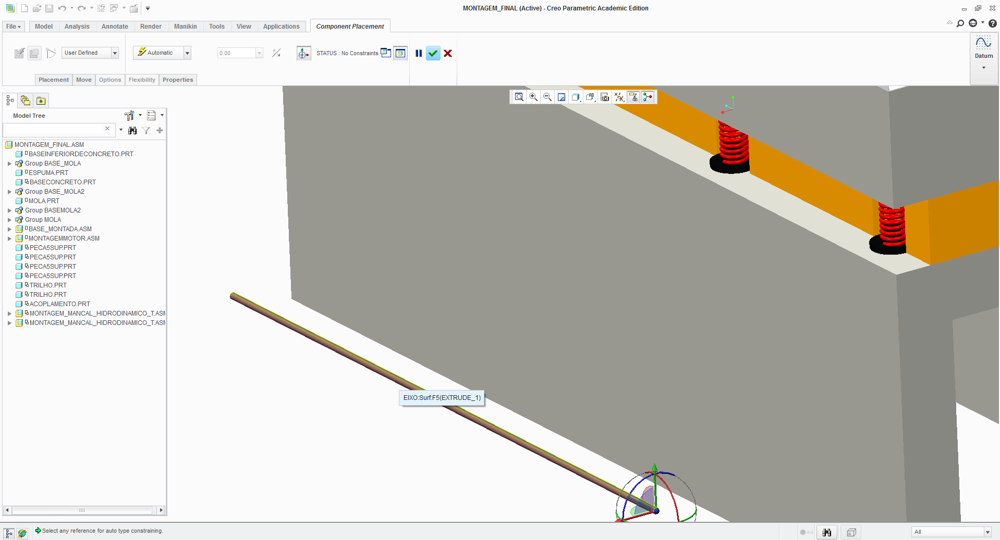 MONTAGEM_FINAL (Active) - Creo Parametric Academic Edition
File Model Analysis Annotate Render Manikin Tools View Applications Component Placement
User Defined Automatic 0.00 STATUS : No Constraints
Datum
Placement Move Options Flexibility Properties
Model Tree
MONTAGEM_FINAL.ASM
BASEINFERIORDECONCRETO.PRT
Group BASE_MOLA
ESPUMA.PRT
BASECONCRETO.PRT
Group BASE_MOLA2
MOLA.PRT
Group BASEMOLA2
Group MOLA
BASE_MONTADA.ASM
MONTAGEMMOTOR.ASM
PECA5SUP.PRT
PECA5SUP.PRT
PECA5SUP.PRT
PECA5SUP.PRT
TRILHO.PRT
TRILHO.PRT
ACOPLAMENTO.PRT
MONTAGEM_MANCAL_HIDRODINAMICO_T.ASM
MONTAGEM_MANCAL_HIDRODINAMICO_T.ASM
EIXO:Surf:F5(EXTRUDE_1)
Select any reference for auto type constraining.
All